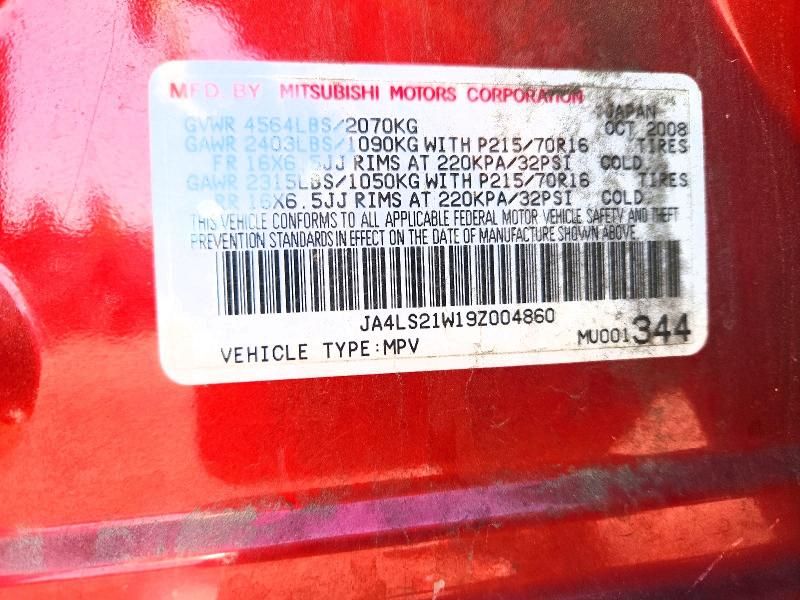 MFD. BY MITSUBISHI MOTORS CORPORATION
JAPAN
GVWR 4564LBS/2070KG OCT 2008
GAWR 2403LBS/1090KG WITH P215/70R16 TIRES
FR 16X6.5JJ RIMS AT 220KPA/32PSI COLD
GAWR 2315LBS/1050KG WITH P215/70R16 TIRES
RR 16X6.5JJ RIMS AT 220KPA/32PSI COLD
THIS VEHICLE CONFORMS TO ALL APPLICABLE FEDERAL MOTOR VEHICLE SAFETY AND THEFT
PREVENTION STANDARDS IN EFFECT ON THE DATE OF MANUFACTURE SHOWN ABOVE.
JA4LS21W19Z004860
VEHICLE TYPE:MPV MU001344